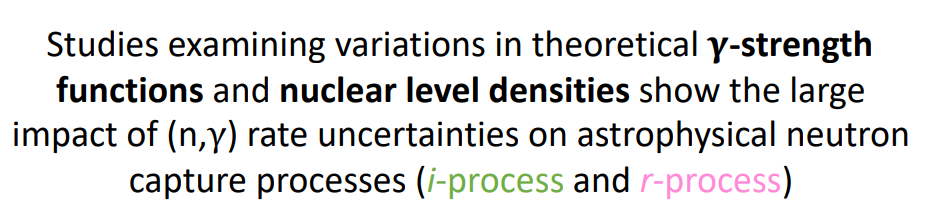 Studies examining variations in theoretical γ-strength
functions and nuclear level densities show the large
impact of (n,γ) rate uncertainties on astrophysical neutron
capture processes (i-process and r-process)